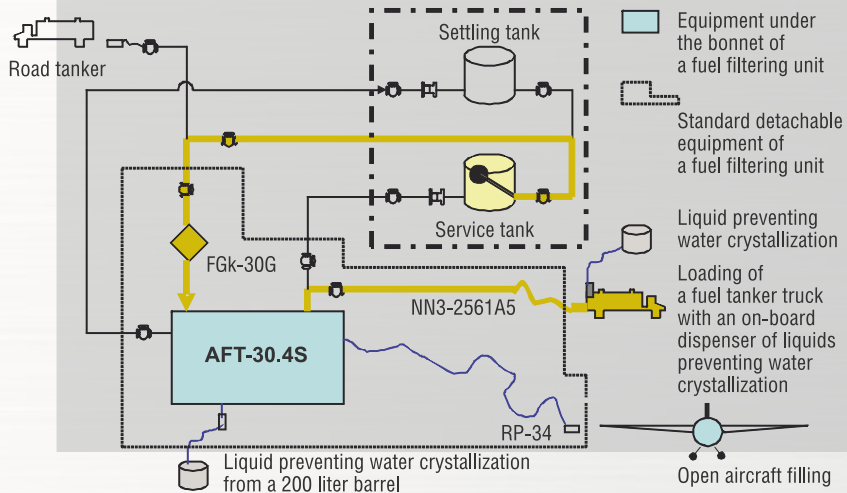 Road tanker
Settling tank
Equipment under
the bonnet of
a fuel filtering unit
Standard detachable
equipment of
a fuel filtering unit
Service tank
FGk-30G
Liquid preventing
water crystallization
NN3-2561A5
Loading of
a fuel tanker truck
with an on-board
dispenser of liquids
preventing water
crystallization
AFT-30.4S
RP-34
Liquid preventing water crystallization
from a 200 liter barrel
Open aircraft filling